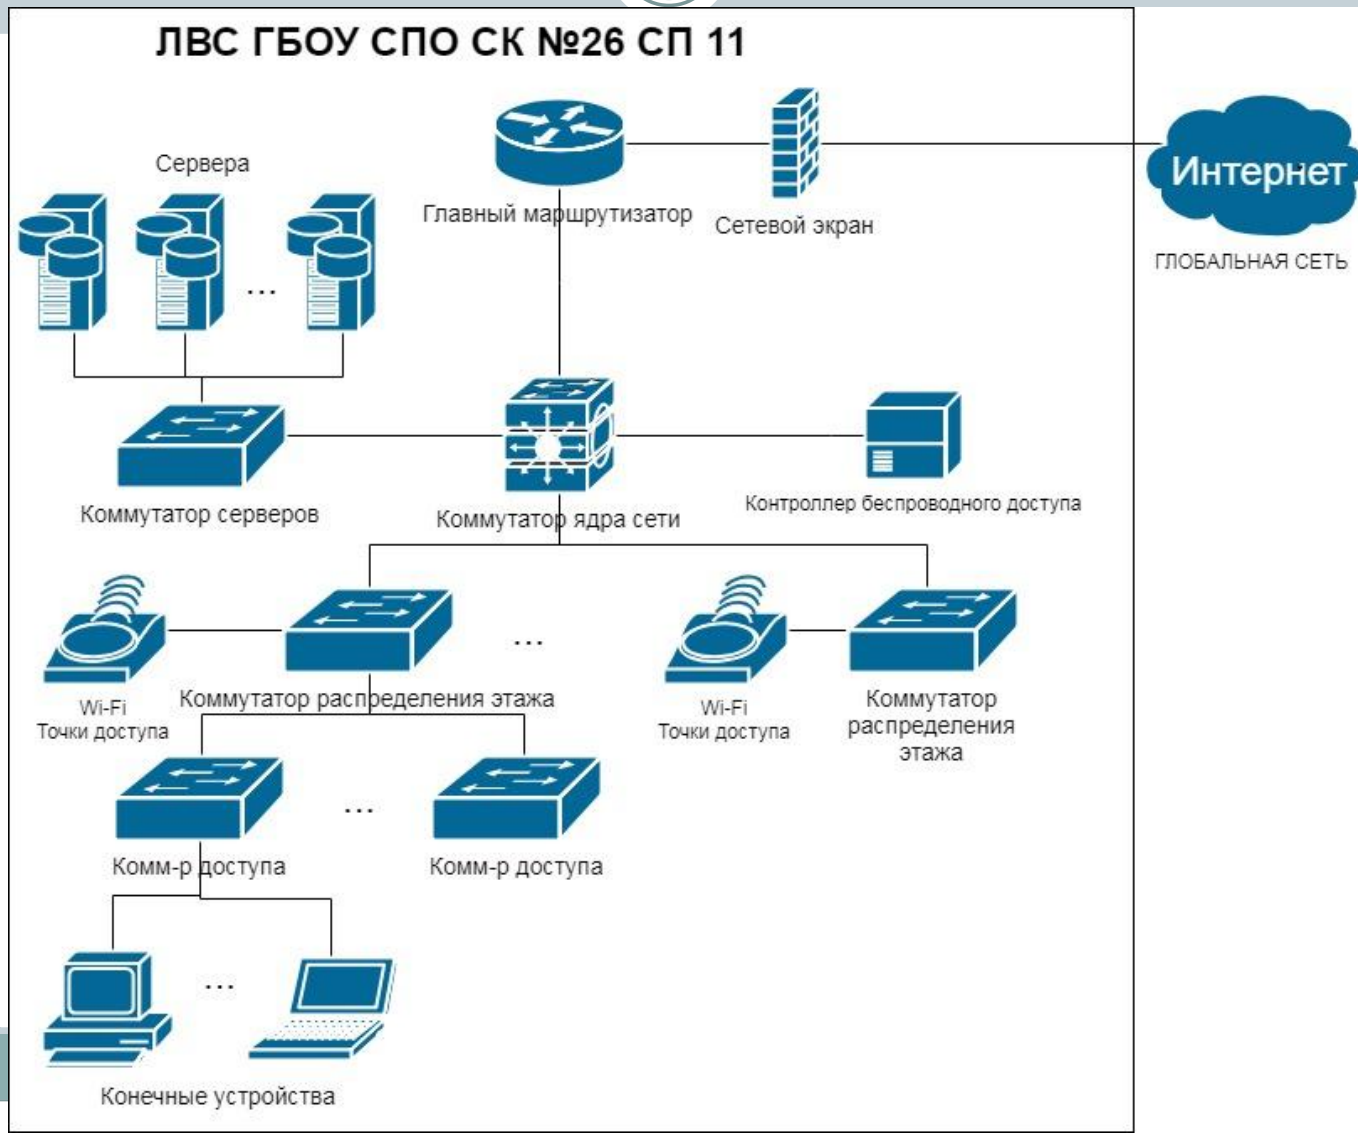 ЛВС ГБОУ СПО СК №26 СП 11
Сервера
Главный маршрутизатор
Сетевой экран
Интернет
ГЛОБАЛЬНАЯ СЕТЬ
...
Коммутатор серверов
Коммутатор ядра сети
Контроллер беспроводного доступа
...
Wi-Fi
Точки доступа
Коммутатор распределения этажа
Wi-Fi
Точки доступа
Коммутатор
распределения
этажа
...
Комм-р доступа
Комм-р доступа
...
Конечные устройства